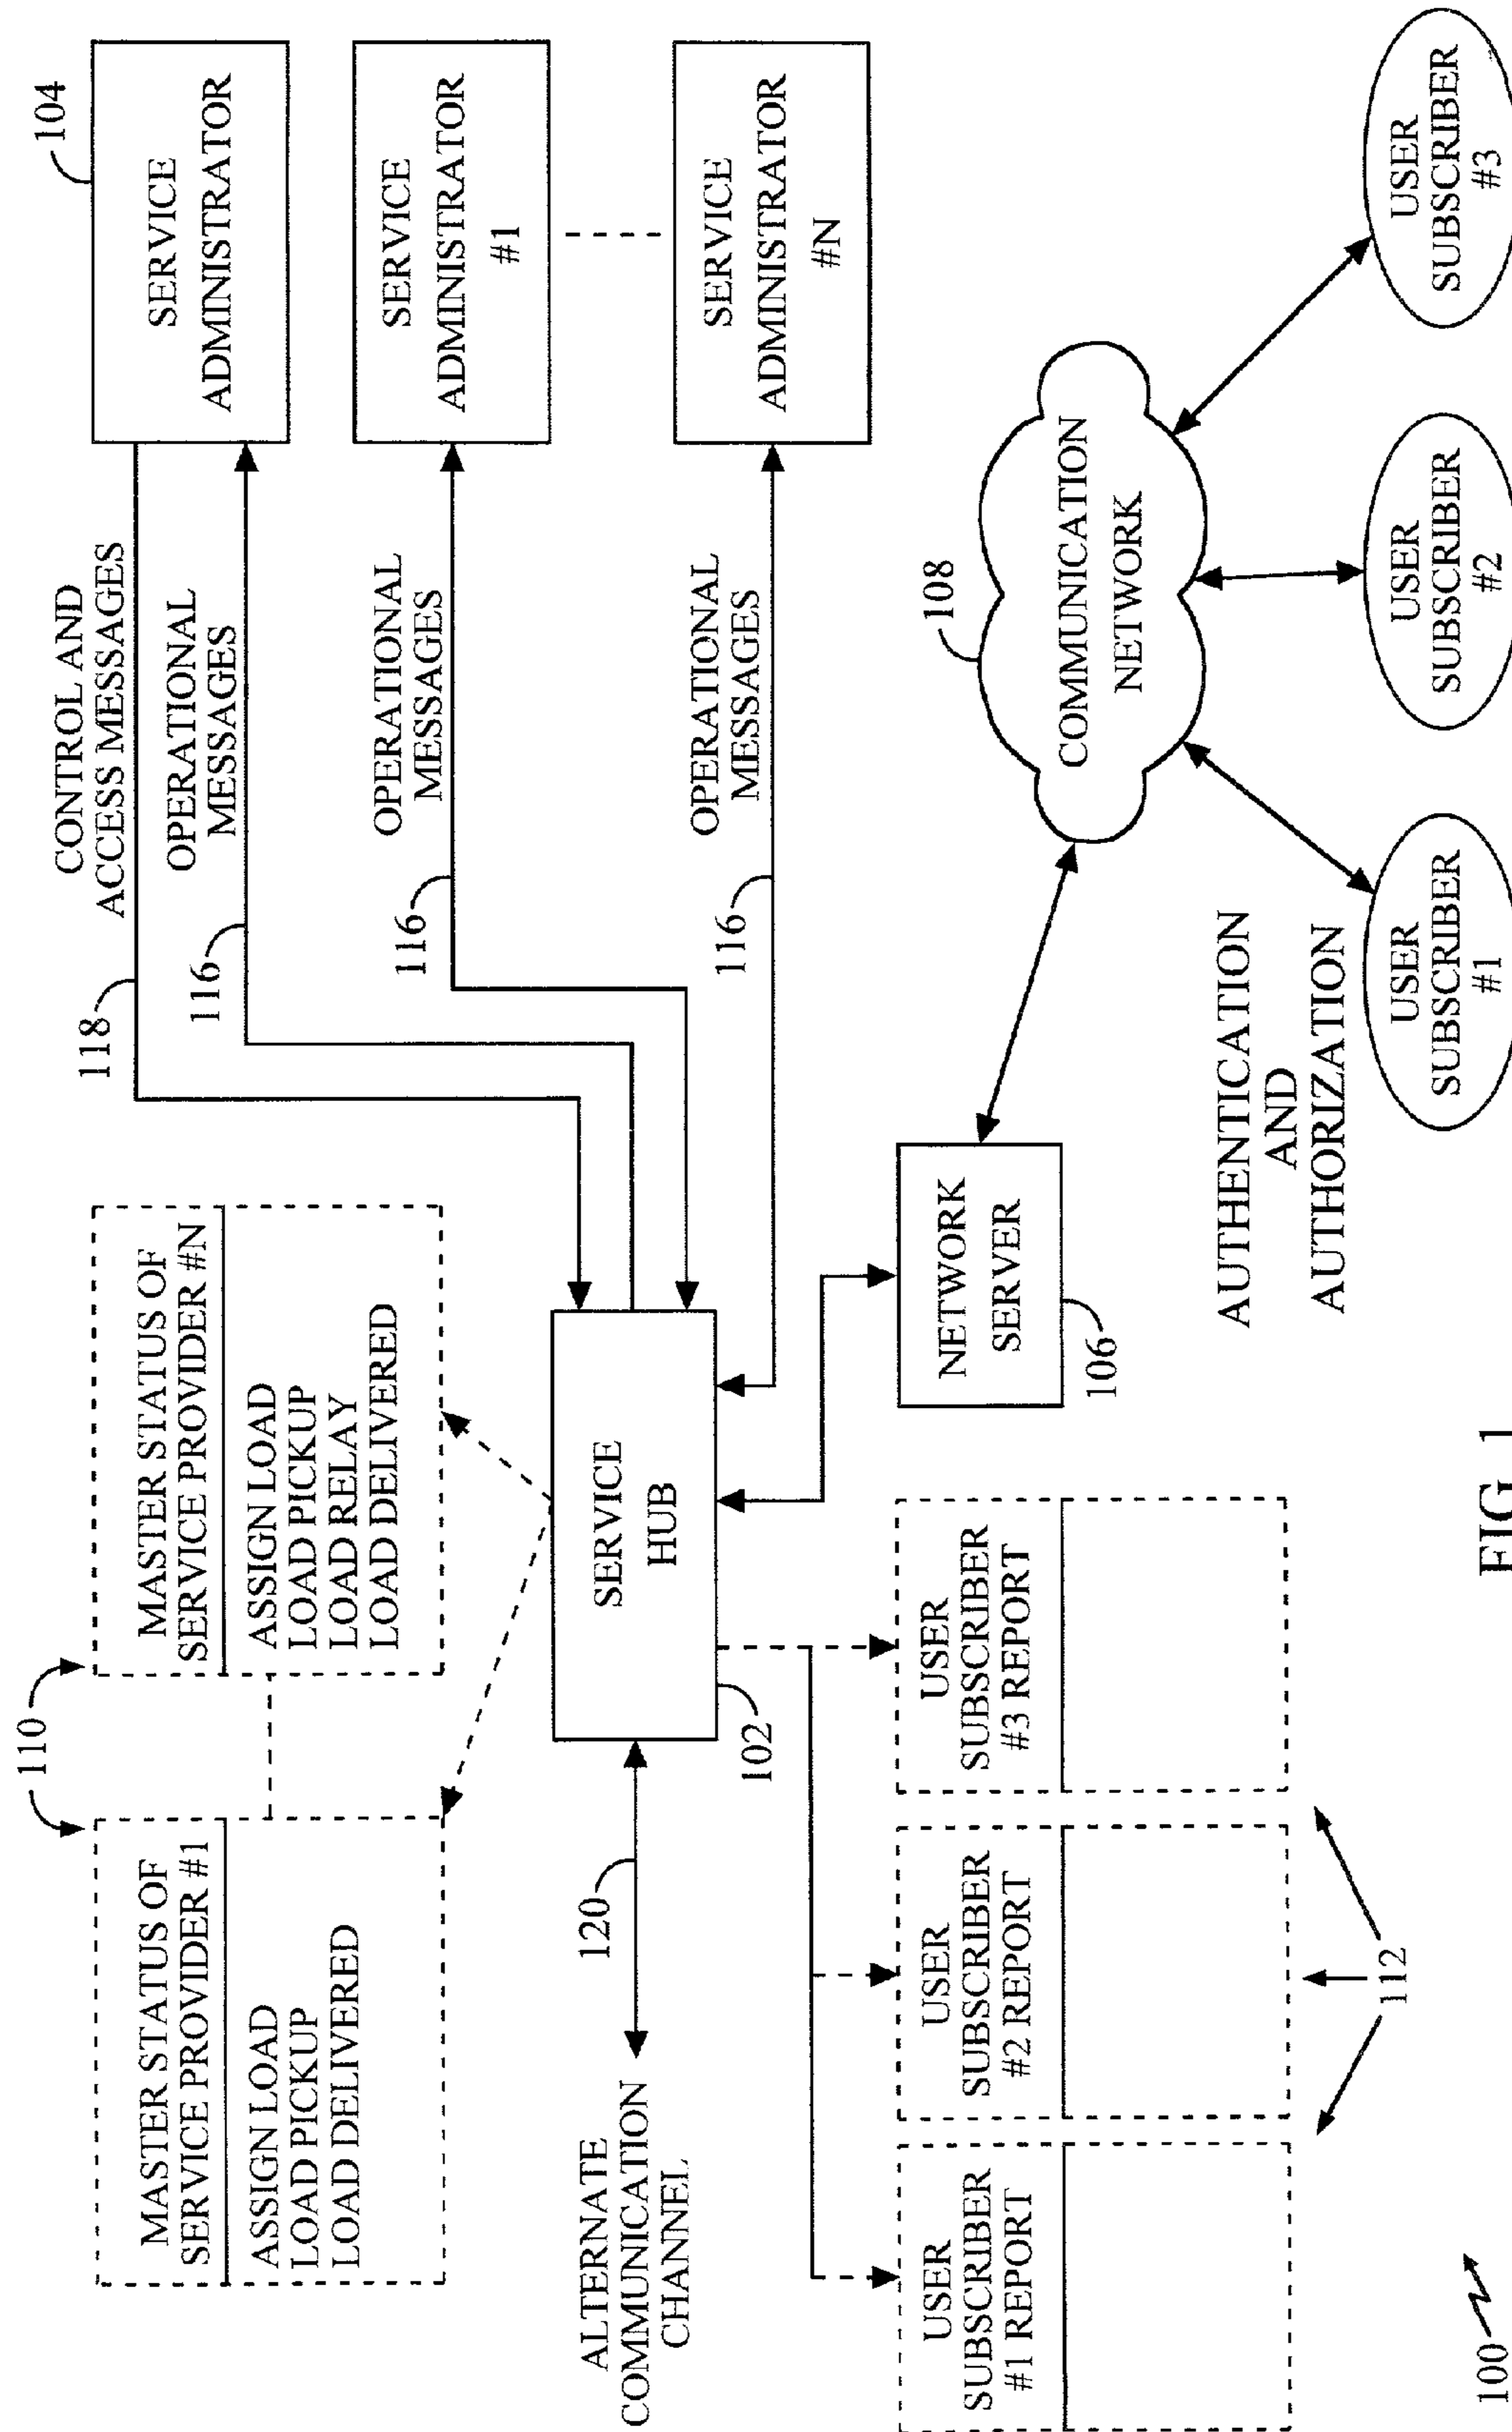 110
MASTER STATUS OF
SERVICE PROVIDER #1
ASSIGN LOAD
LOAD PICKUP
LOAD DELIVERED
MASTER STATUS OF
SERVICE PROVIDER #N
ASSIGN LOAD
LOAD PICKUP
LOAD RELAY
LOAD DELIVERED
118
CONTROL AND
ACCESS MESSAGES
116
OPERATIONAL
MESSAGES
104
SERVICE
ADMINISTRATOR
116
OPERATIONAL
MESSAGES
SERVICE
ADMINISTRATOR
#1
116
OPERATIONAL
MESSAGES
SERVICE
ADMINISTRATOR
#N
ALTERNATE
COMMUNICATION
CHANNEL
120
SERVICE
HUB
102
NETWORK
SERVER
106
108
COMMUNICATION
NETWORK
USER
SUBSCRIBER
#1 REPORT
USER
SUBSCRIBER
#2 REPORT
USER
SUBSCRIBER
#3 REPORT
112
AUTHENTICATION
AND
AUTHORIZATION
USER
SUBSCRIBER
#1
USER
SUBSCRIBER
#2
USER
SUBSCRIBER
#3
100
FIG. 1